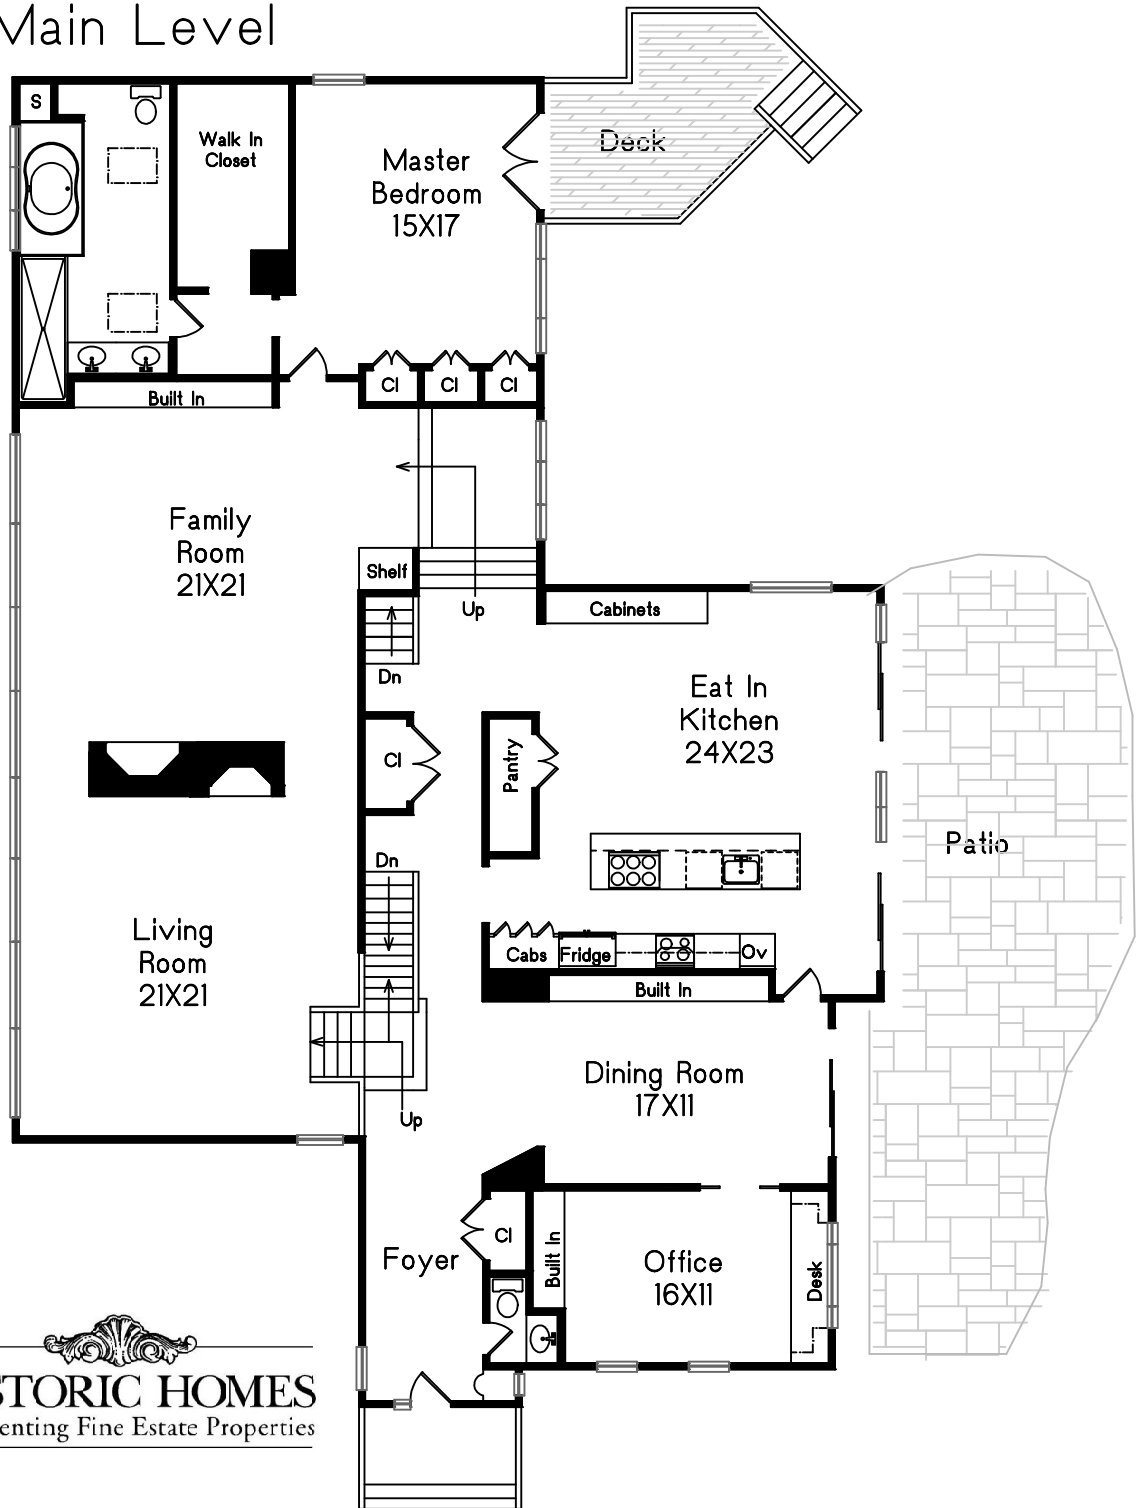 Main Level
S
Walk In
Closet
Master
Bedroom
15X17
Deck
Cl
Cl
Cl
Built In
Family
Room
21X21
Shelf
Up
Cabinets
Dn
Eat In
Kitchen
24X23
Cl
Pantry
Patio
Dn
Living
Room
21X21
Cabs
Fridge
Ov
Built In
Dining Room
17X11
Up
Cl
Foyer
Built In
Office
16X11
Desk
STORIC HOMES
enting Fine Estate Properties